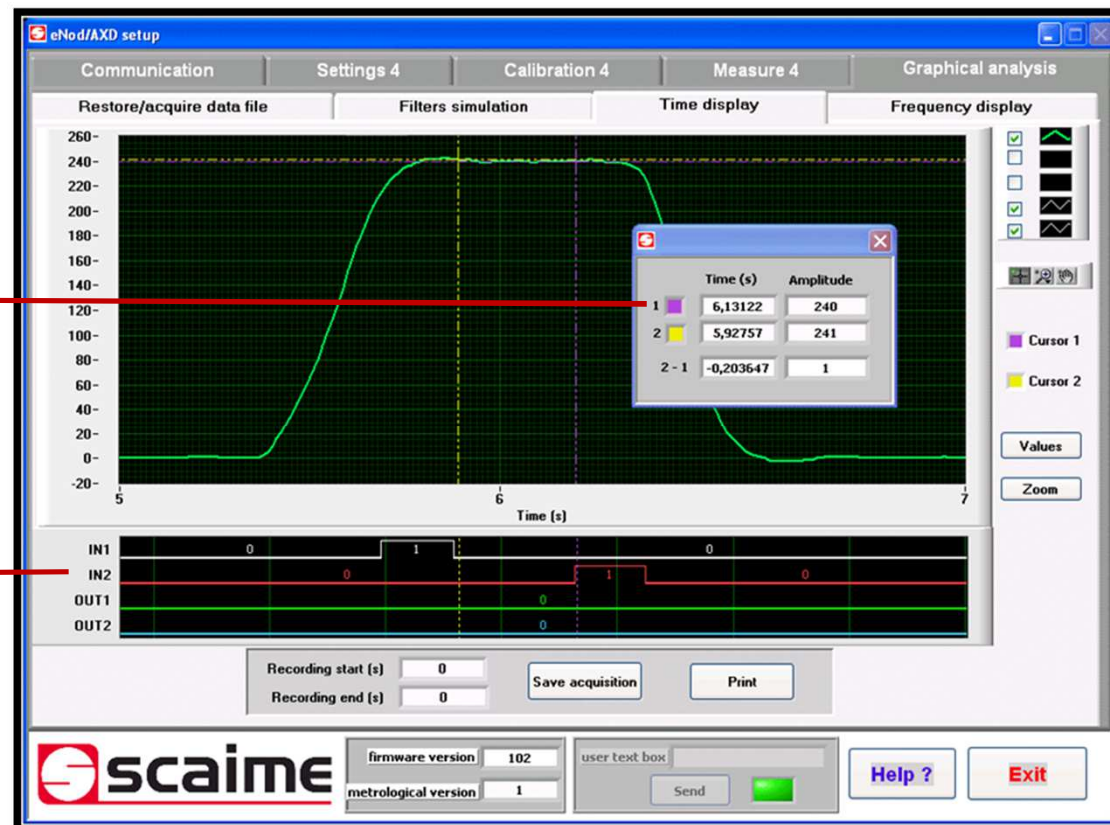 eNod/AXD setup
Communication Settings 4 Calibration 4 Measure 4 Graphical analysis
Restore/acquire data file Filters simulation Time display Frequency display
260
240
220
200
180
160
140
120
100
80
60
40
20
0
-20
5 6 7
Time (s)
Time (s) Amplitude
1 6,13122 240
2 5,92757 241
2 - 1 -0,203647 1
Cursor 1
Cursor 2
Values
Zoom
IN1 0 1 0
IN2 0 1 0
OUT1 0
OUT2 0
Recording start (s) 0
Recording end (s) 0
Save acquisition
Print
scaime
firmware version 102
metrological version 1
user text box
Send
Help ?
Exit